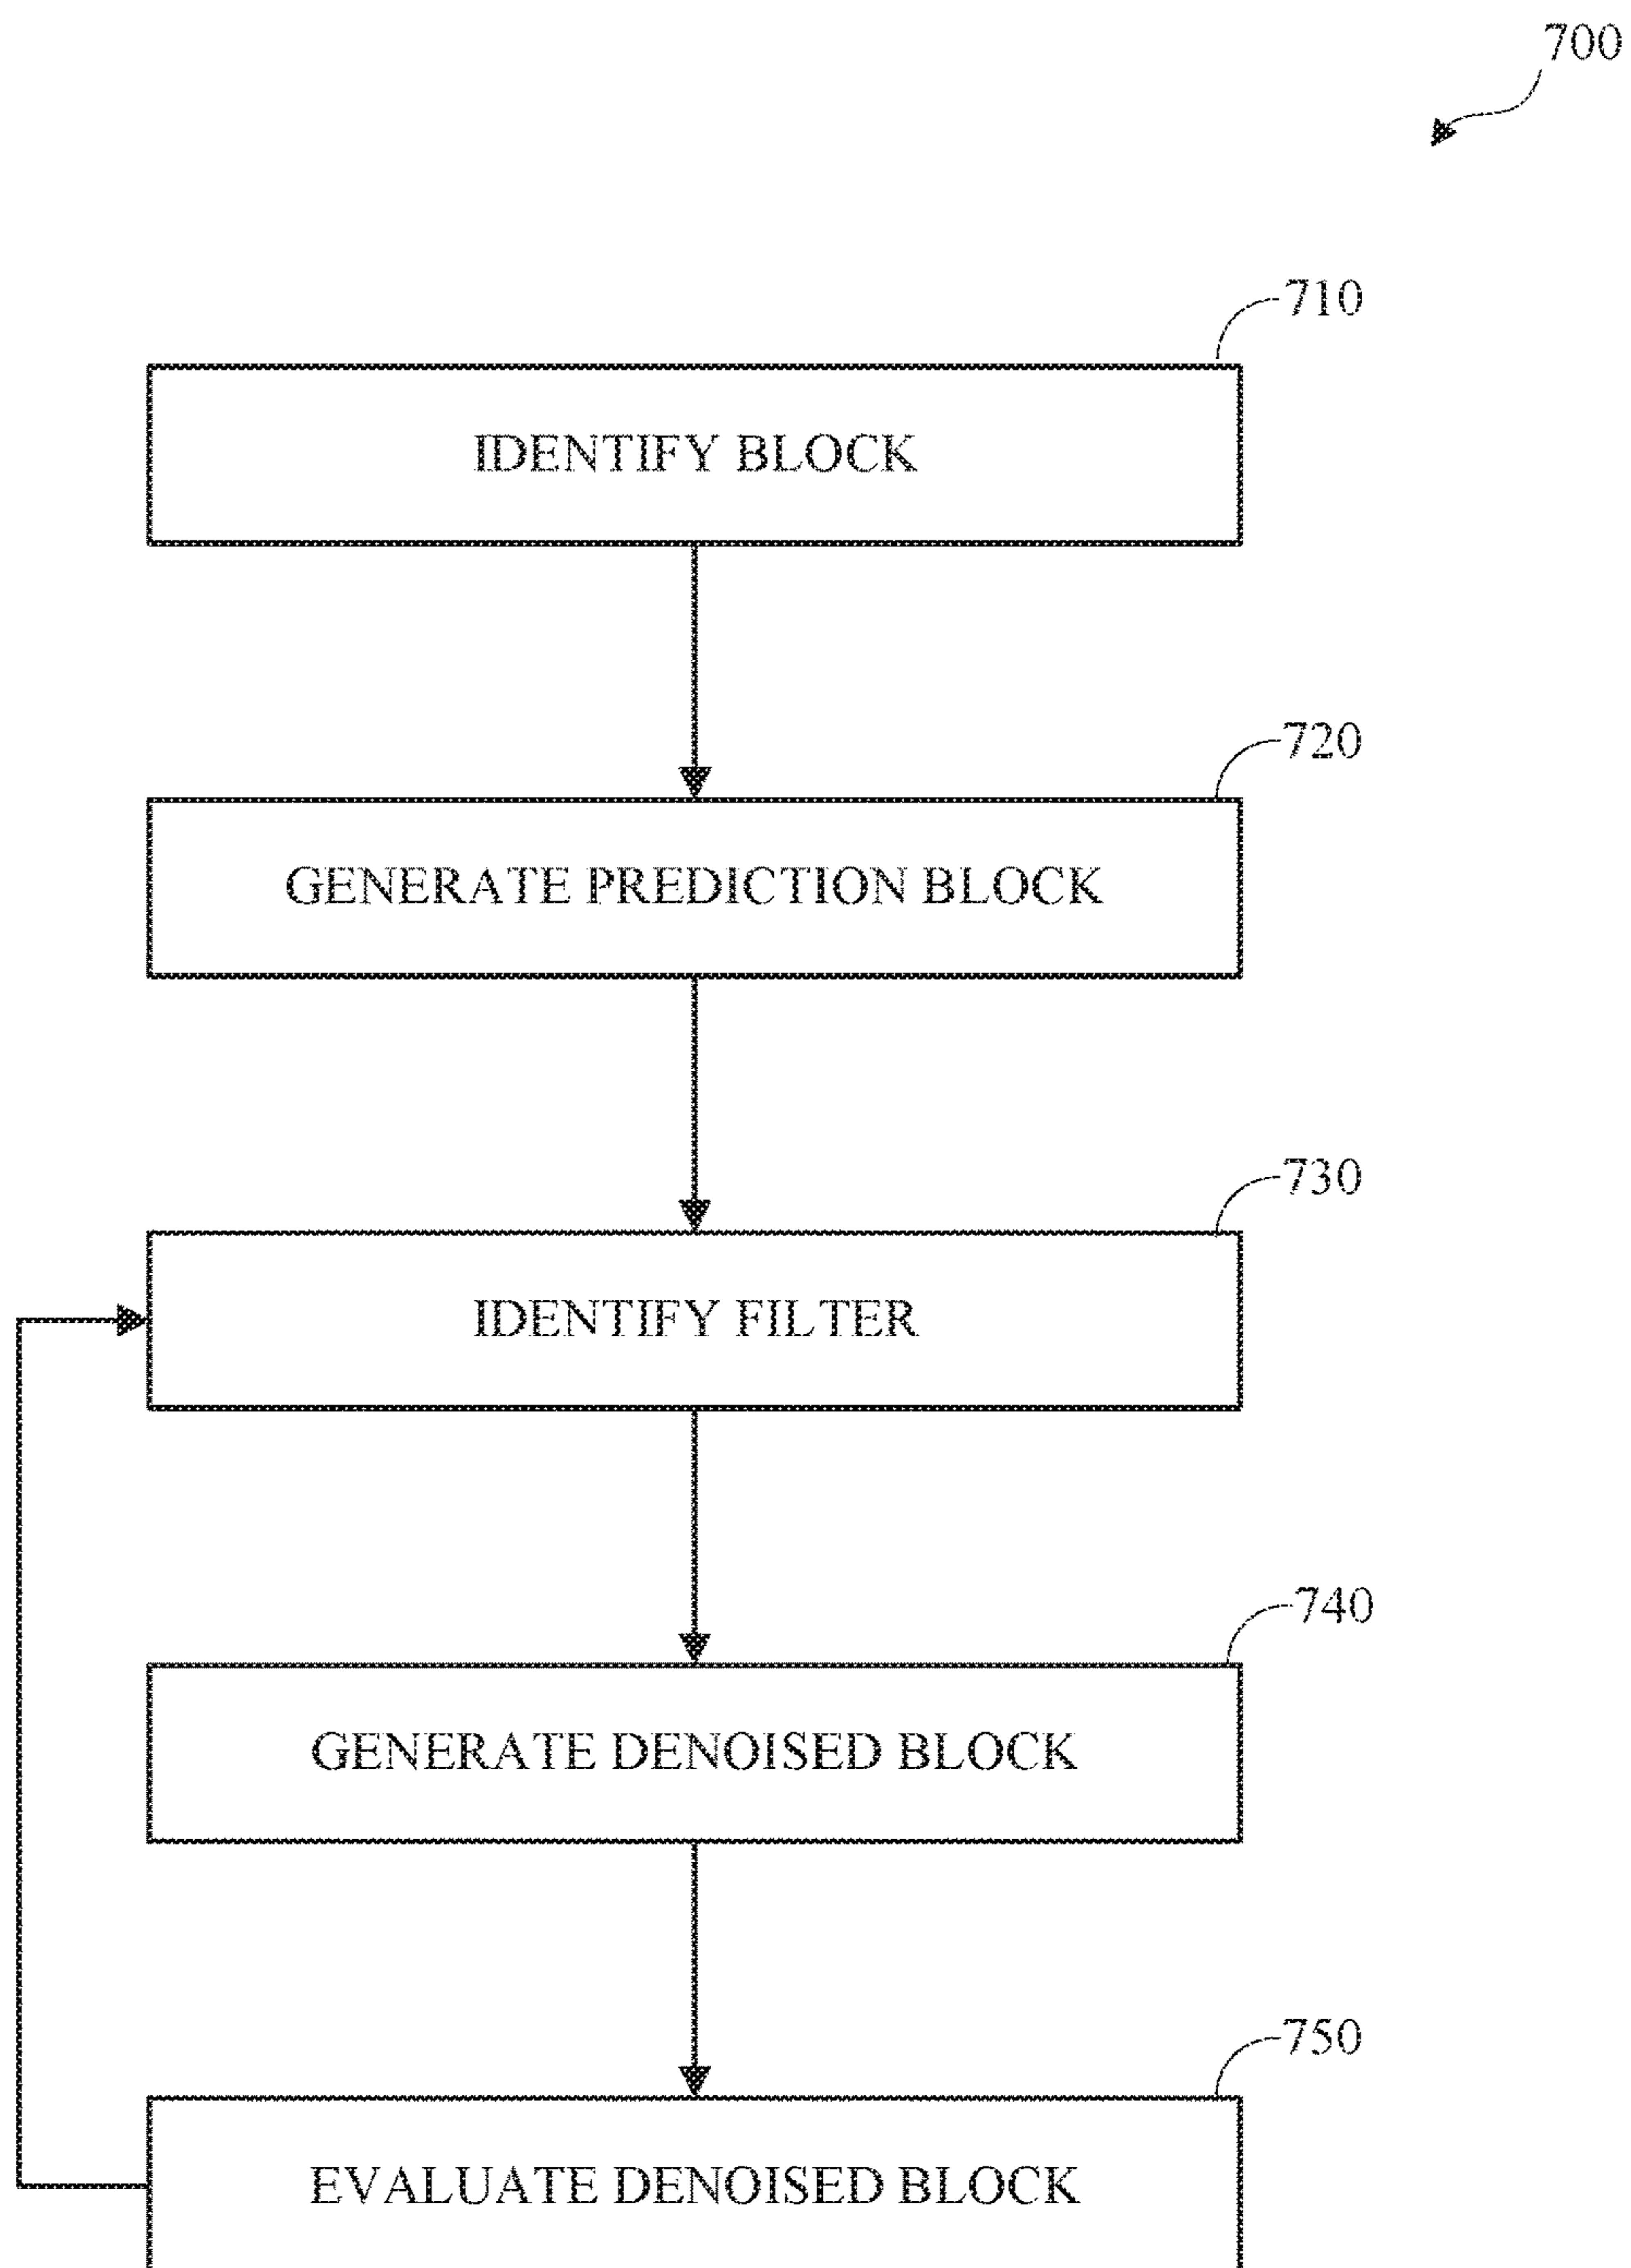 700
710
IDENTIFY BLOCK
720
GENERATE PREDICTION BLOCK
730
IDENTIFY FILTER
740
GENERATE DENOISED BLOCK
750
EVALUATE DENOISED BLOCK